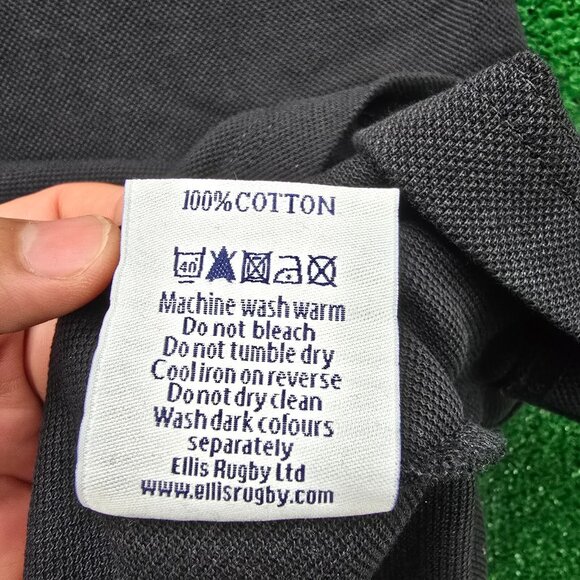 100% COTTON
40°
Machine wash warm
Do not bleach
Do not tumble dry
Cool iron on reverse
Do not dry clean
Wash dark colours
separately
Ellis Rugby Ltd
www.ellisrugby.com